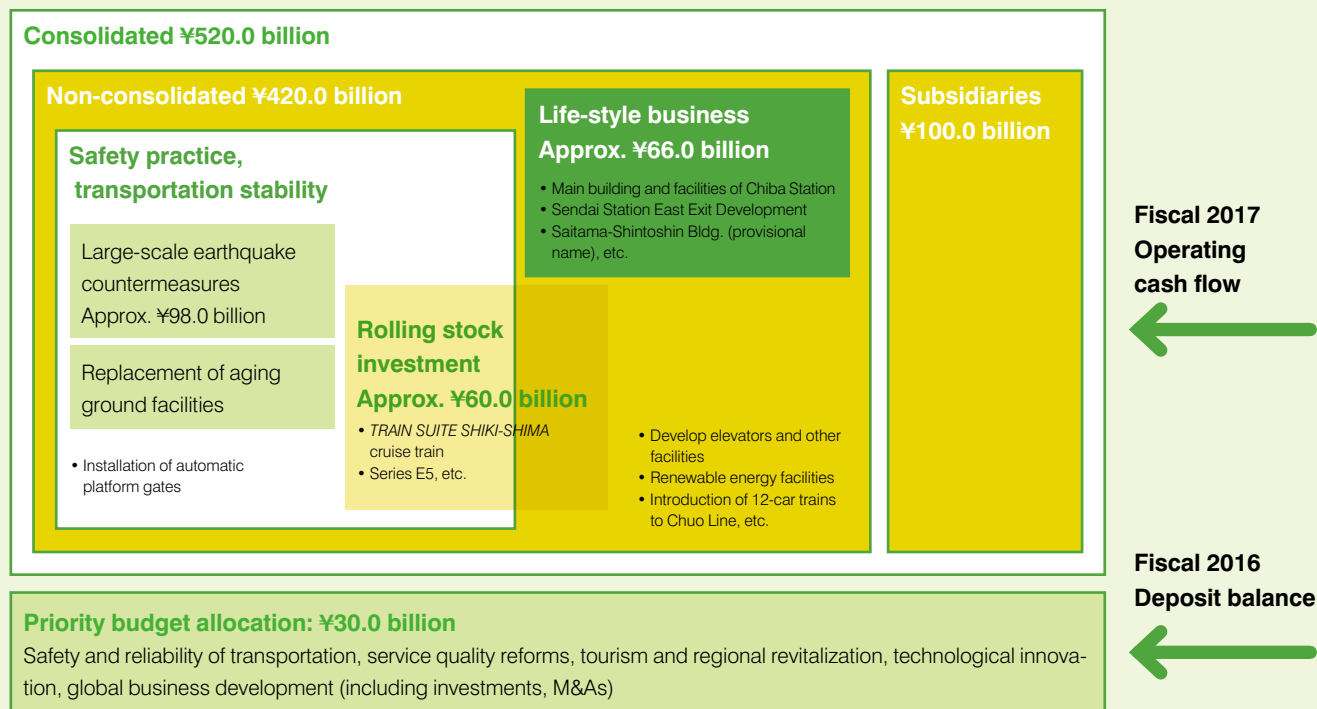 Consolidated ¥520.0 billion
Non-consolidated ¥420.0 billion
Safety practice,
transportation stability
Large-scale earthquake
countermeasures
Approx. ¥98.0 billion
Replacement of aging
ground facilities
• Installation of automatic
platform gates
Rolling stock
investment
Approx. ¥60.0 billion
• TRAIN SUITE SHIKI-SHIMA
cruise train
• Series E5, etc.
Life-style business
Approx. ¥66.0 billion
• Main building and facilities of Chiba Station
• Sendai Station East Exit Development
• Saitama-Shintoshin Bldg. (provisional
name), etc.
• Develop elevators and other
facilities
• Renewable energy facilities
• Introduction of 12-car trains
to Chuo Line, etc.
Subsidiaries
¥100.0 billion
Fiscal 2017
Operating
cash flow
Fiscal 2016
Deposit balance
Priority budget allocation: ¥30.0 billion
Safety and reliability of transportation, service quality reforms, tourism and regional revitalization, technological innova-
tion, global business development (including investments, M&As)